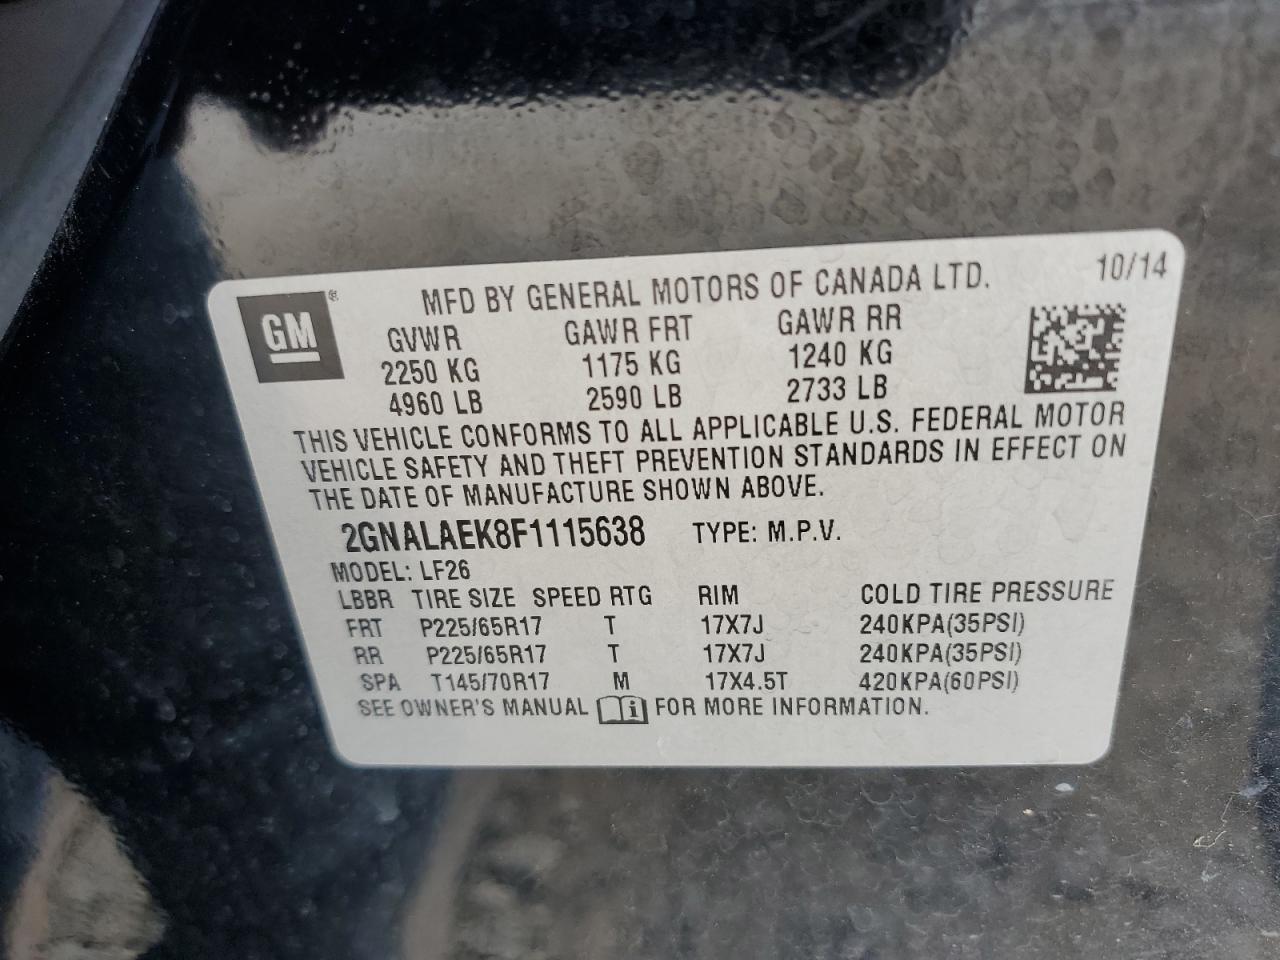 MFD BY GENERAL MOTORS OF CANADA LTD. 10/14
GM ®
GVWR GAWR FRT GAWR RR
2250 KG 1175 KG 1240 KG
4960 LB 2590 LB 2733 LB
THIS VEHICLE CONFORMS TO ALL APPLICABLE U.S. FEDERAL MOTOR
VEHICLE SAFETY AND THEFT PREVENTION STANDARDS IN EFFECT ON
THE DATE OF MANUFACTURE SHOWN ABOVE.
2GNALAEK8F1115638 TYPE: M.P.V.
MODEL: LF26
LBBR TIRE SIZE SPEED RTG RIM COLD TIRE PRESSURE
FRT P225/65R17 T 17X7J 240KPA(35PSI)
RR P225/65R17 T 17X7J 240KPA(35PSI)
SPA T145/70R17 M 17X4.5T 420KPA(60PSI)
SEE OWNER'S MANUAL i FOR MORE INFORMATION.